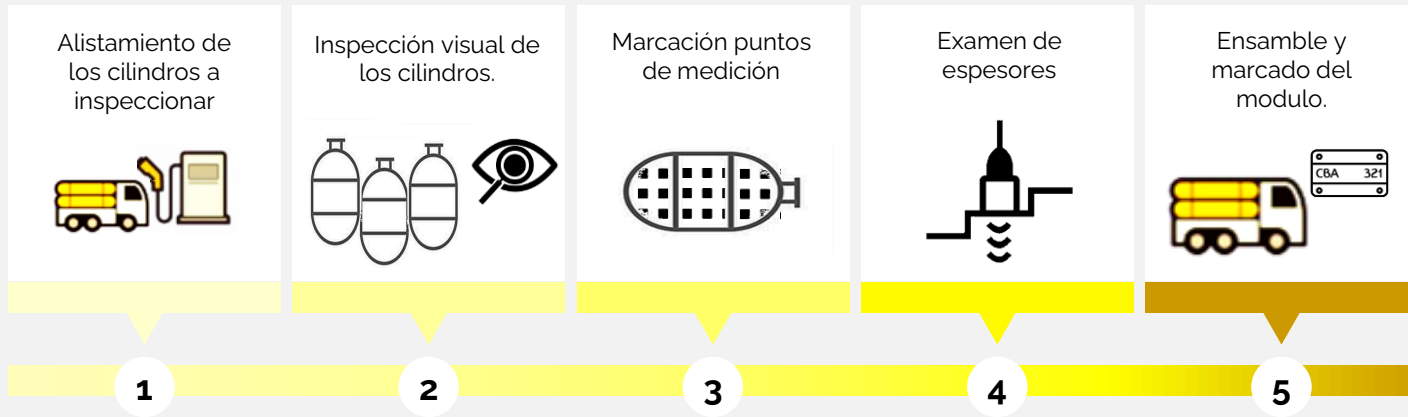 Alistamiento de
los cilindros a
inspeccionar
Inspección visual de
los cilindros.
Marcación puntos
de medición
Examen de
espesores
Ensamble y
marcado del
modulo.
CBA 321
1
2
3
4
5